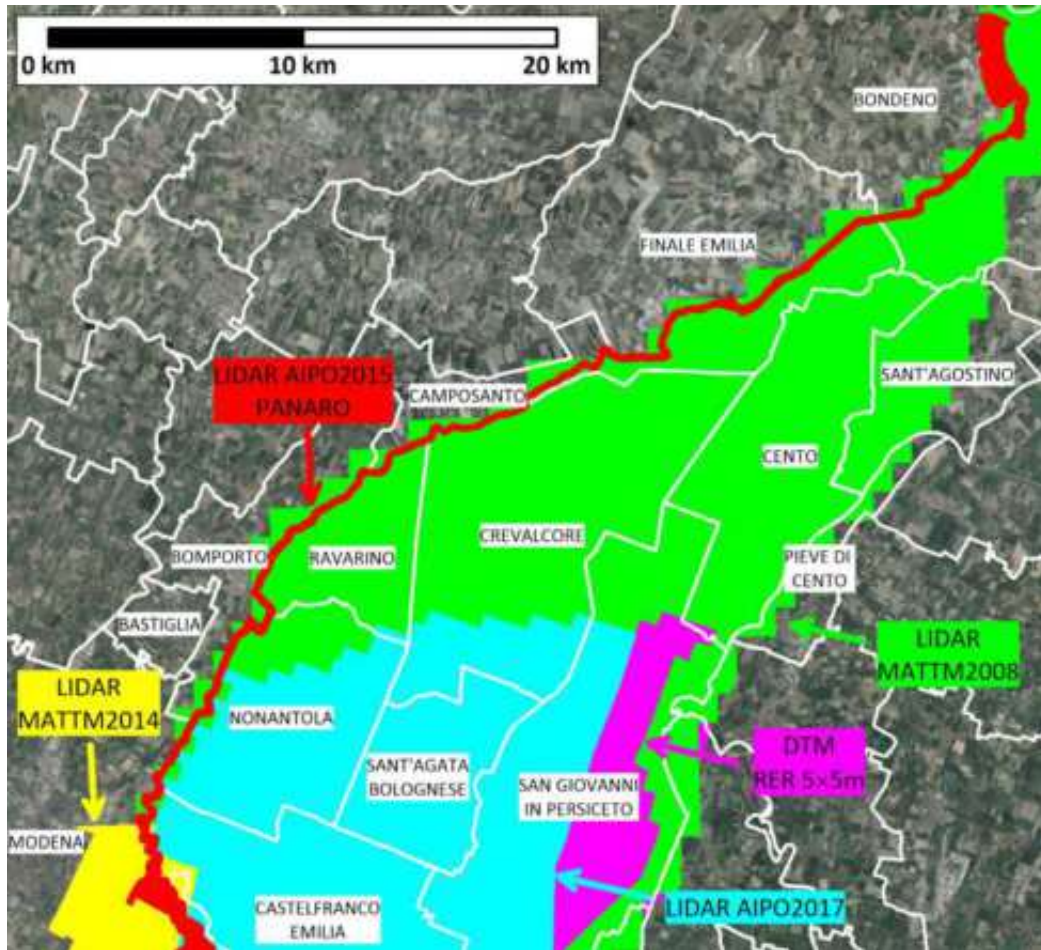 0 km 10 km 20 km
BONDENO
FINALE EMILIA
LIDAR AIPO2015
PANARO
CAMPOSANTO
SANT'AGOSTINO
CENTO
CREVALCORE
BOMPORTO
RAVARINO
PIEVE DI
CENTO
BASTIGLIA
LIDAR
MATTM2008
LIDAR
MATTM2014
NONANTOLA
SANT'AGATA
BOLOGNESE
SAN GIOVANNI
IN PERSICETO
DTM
RER 5×5m
MODENA
CASTELFRANCO
EMILIA
LIDAR AIPO2017